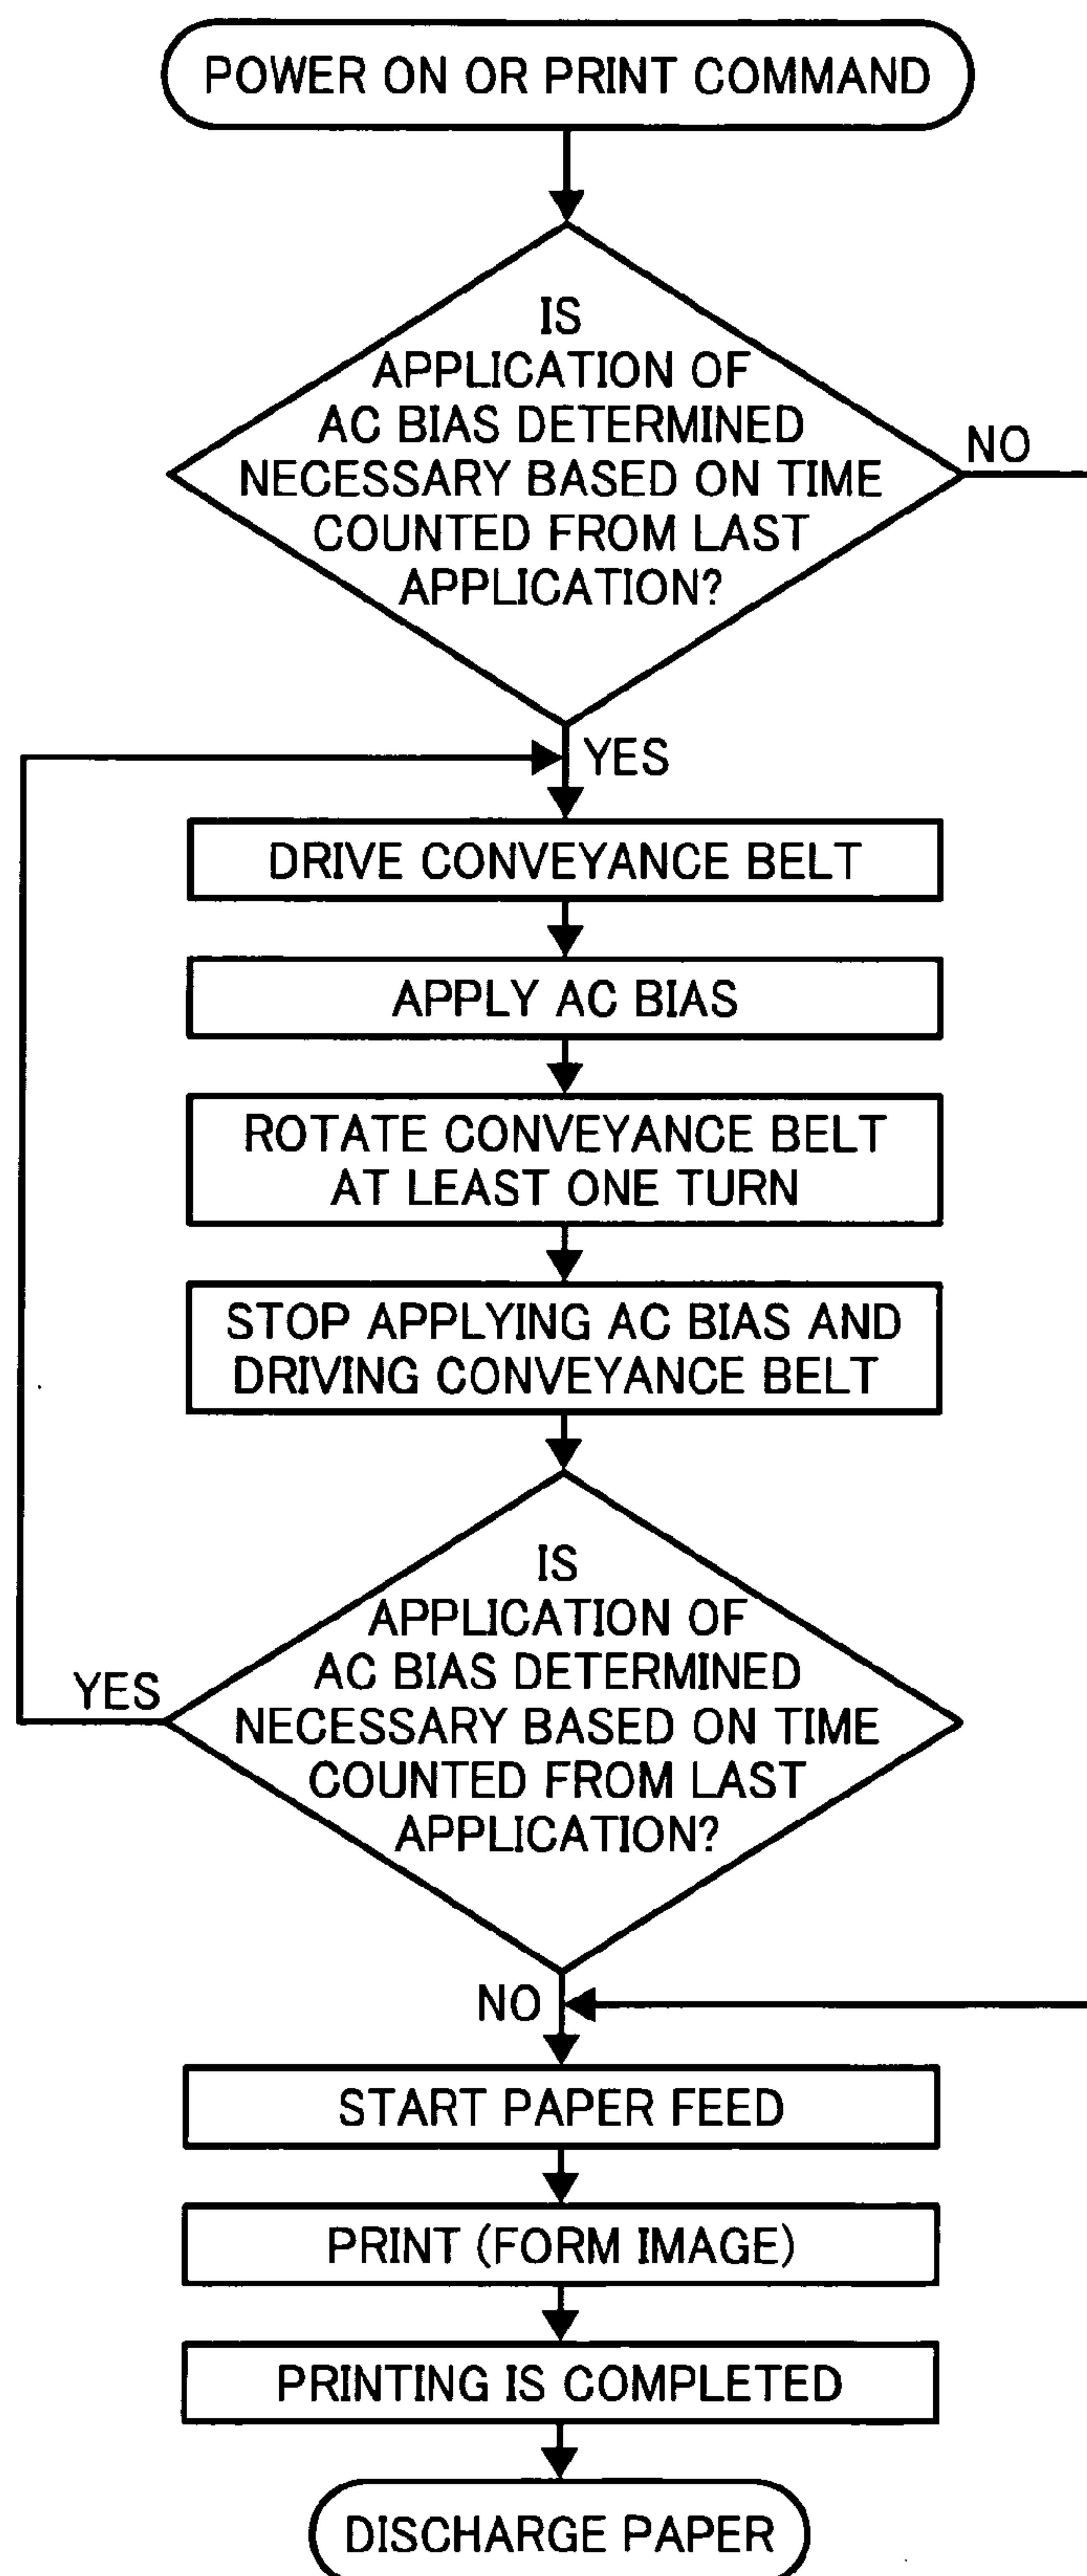 POWER ON OR PRINT COMMAND
IS
APPLICATION OF
AC BIAS DETERMINED
NECESSARY BASED ON TIME
COUNTED FROM LAST
APPLICATION?
NO
YES
DRIVE CONVEYANCE BELT
APPLY AC BIAS
ROTATE CONVEYANCE BELT
AT LEAST ONE TURN
STOP APPLYING AC BIAS AND
DRIVING CONVEYANCE BELT
IS
APPLICATION OF
AC BIAS DETERMINED
NECESSARY BASED ON TIME
COUNTED FROM LAST
APPLICATION?
YES
NO
START PAPER FEED
PRINT (FORM IMAGE)
PRINTING IS COMPLETED
DISCHARGE PAPER